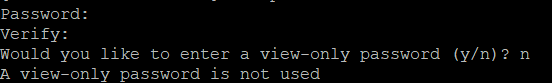 Password:
Verify:
Would you like to enter a view-only password (y/n)? n
A view-only password is not used